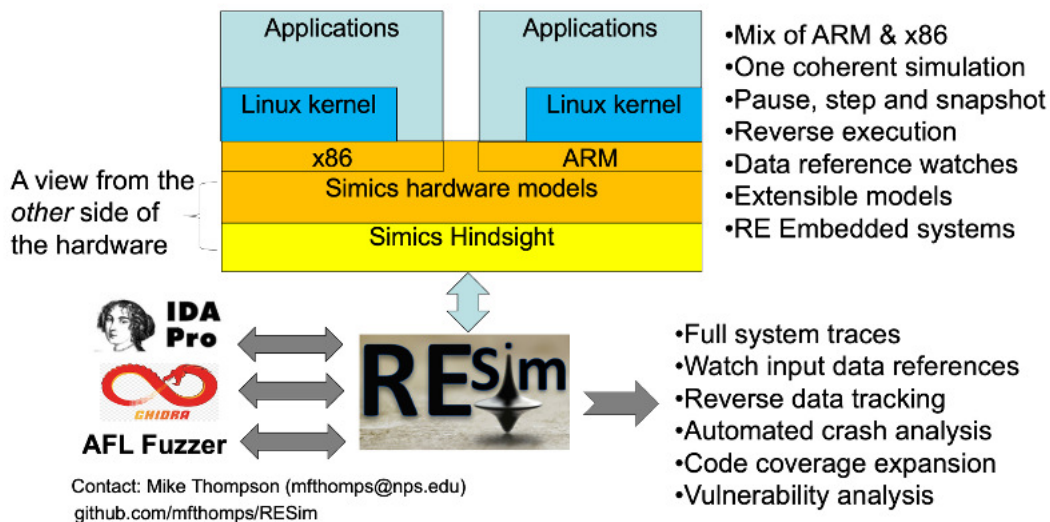 Applications
Applications
Linux kernel
Linux kernel
x86
ARM
Simics hardware models
Simics Hindsight
A view from the
other side of
the hardware
•Mix of ARM & x86
•One coherent simulation
•Pause, step and snapshot
•Reverse execution
•Data reference watches
•Extensible models
•RE Embedded systems
IDA
Pro
GHIDRA
AFL Fuzzer
RESim
•Full system traces
•Watch input data references
•Reverse data tracking
•Automated crash analysis
•Code coverage expansion
•Vulnerability analysis
Contact: Mike Thompson (mfthomps@nps.edu)
github.com/mfthomps/RESim